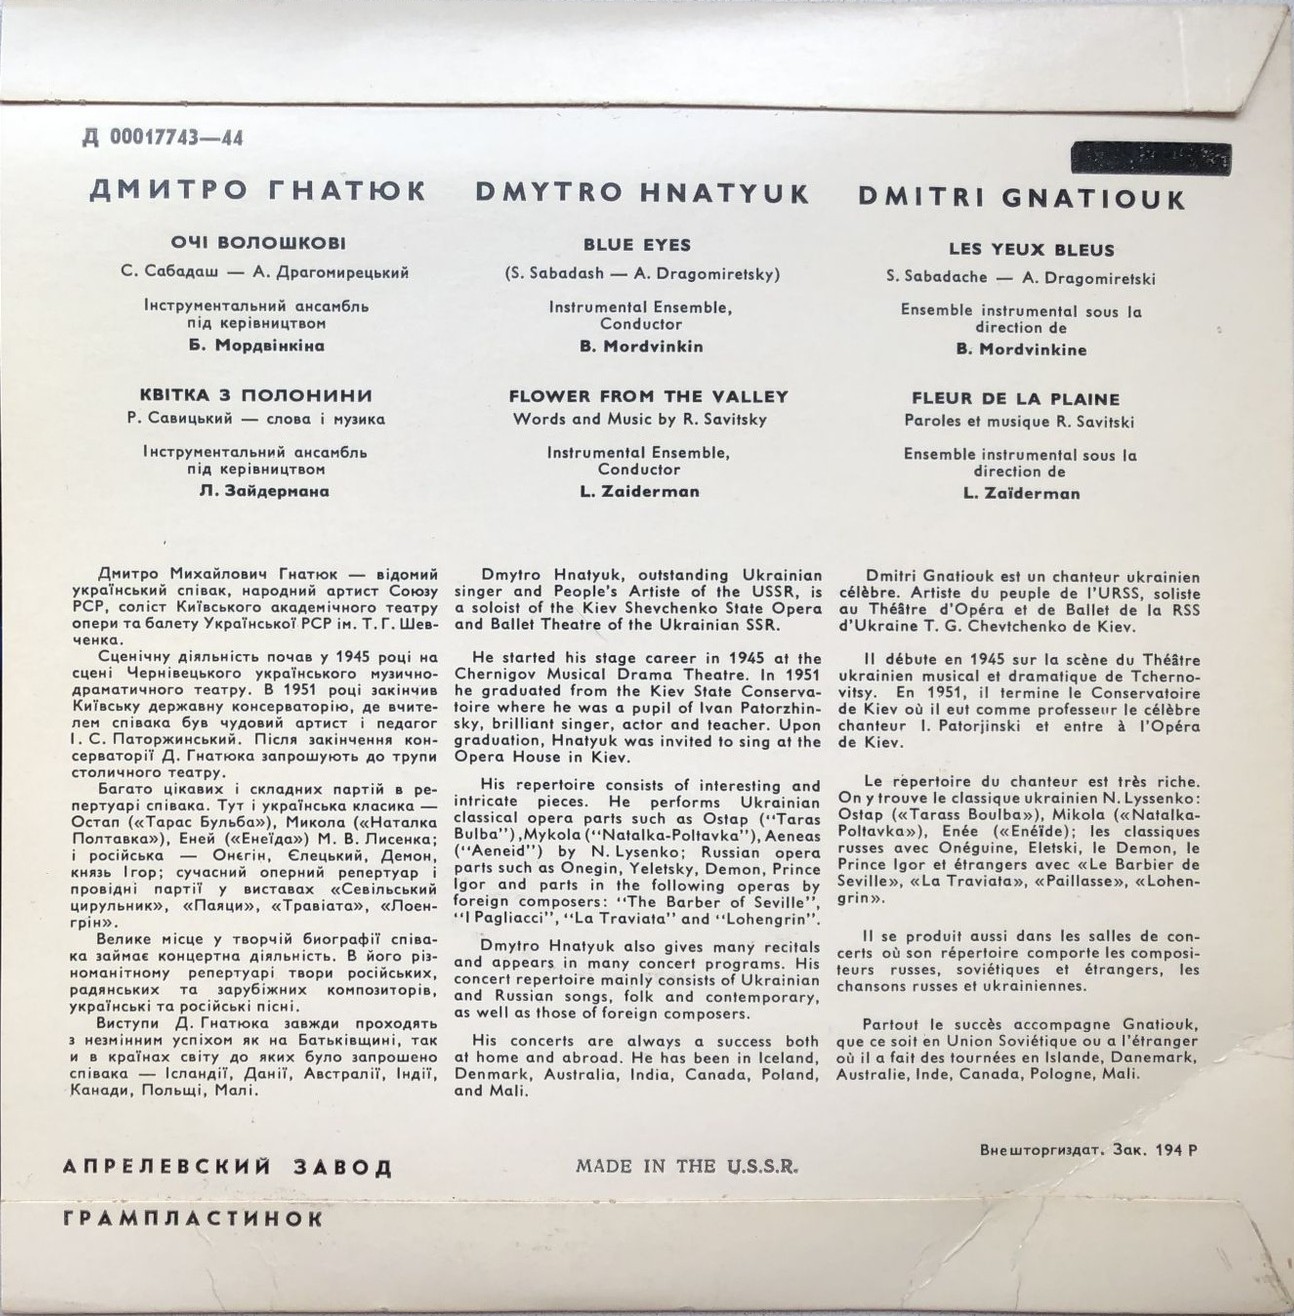 Д 00017743—44
ДМИТРО ГНАТЮК
ОЧІ ВОЛОШКОВІ
С. Сабадаш — А. Драгомирецький
Інструментальний ансамбль
під керівництвом
Б. Мордвінкіна
КВІТКА З ПОЛОНИНИ
Р. Савицький — слова і музика
Інструментальний ансамбль
під керівництвом
Л. Зайдермана
DMYTRO HNATYUK
BLUE EYES
(S. Sabadash — A. Dragomiretsky)
Instrumental Ensemble,
Conductor
B. Mordvinkin
FLOWER FROM THE VALLEY
Words and Music by R. Savitsky
Instrumental Ensemble,
Conductor
L. Zaiderman
DMITRI GNATIOUK
LES YEUX BLEUS
S. Sabadache — A. Dragomiretski
Ensemble instrumental sous la
direction de
B. Mordvinkine
FLEUR DE LA PLAINE
Paroles et musique R. Savitski
Ensemble instrumental sous la
direction de
L. Zaïderman
Дмитро Михайлович Гнатюк — відомий
український співак, народний артист Союзу
РСР, соліст Київського академічного театру
опери та балету Української РСР ім. Т. Г. Шев-
ченка.
Сценічну діяльність почав у 1945 році на
сцені Чернівецького українського музично-
драматичного театру. В 1951 році закінчив
Київську державну консерваторію, де вчите-
лем співака був чудовий артист і педагог
І. С. Паторжинський. Після закінчення кон-
серваторії Д. Гнатюка запрошують до трупи
столичного театру.
Багато цікавих і складних партій в ре-
пертуарі співака. Тут і українська класика —
Остап («Тарас Бульба»), Микола («Наталка
Полтавка»), Еней («Енеїда») М. В. Лисенка;
і російська — Онєгін, Єлецький, Демон,
князь Ігор; сучасний оперний репертуар і
провідні партії у виставах «Севільський
цирульник», «Паяци», «Травіата», «Лоен-
грін».
Велике місце у творчій биографії співа-
ка займає концертна діяльність. В його різ-
номанітному репертуарі твори російських,
радянських та зарубіжних композиторів,
українські та російські пісні.
Виступи Д. Гнатюка завжди проходять
з незмінним успіхом як на Батьківщині, так
и в країнах світу до яких було запрошено
співака — Ісландії, Данії, Австралії, Індії,
Канади, Польщі, Малі.
Dmytro Hnatyuk, outstanding Ukrainian
singer and People's Artiste of the USSR, is
a soloist of the Kiev Shevchenko State Opera
and Ballet Theatre of the Ukrainian SSR.
He started his stage career in 1945 at the
Chernigov Musical Drama Theatre. In 1951
he graduated from the Kiev State Conserva-
toire where he was a pupil of Ivan Patorzhin-
sky, brilliant singer, actor and teacher. Upon
graduation, Hnatyuk was invited to sing at the
Opera House in Kiev.
His repertoire consists of interesting and
intricate pieces. He performs Ukrainian
classical opera parts such as Ostap (“Taras
Bulba”), Mykola (“Natalka-Poltavka”), Aeneas
(“Aeneid”) by N. Lysenko; Russian opera
parts such as Onegin, Yeletsky, Demon, Prince
Igor and parts in the following operas by
foreign composers: “The Barber of Seville”,
“I Pagliacci”, “La Traviata” and “Lohengrin”.
Dmytro Hnatyuk also gives many recitals
and appears in many concert programs. His
concert repertoire mainly consists of Ukrainian
and Russian songs, folk and contemporary,
as well as those of foreign composers.
His concerts are always a success both
at home and abroad. He has been in Iceland,
Denmark, Australia, India, Canada, Poland,
and Mali.
Dmitri Gnatiouk est un chanteur ukrainien
célèbre. Artiste du peuple de l'URSS, soliste
au Théâtre d'Opéra et de Ballet de la RSS
d'Ukraine T. G. Chevtchenko de Kiev.
Il débute en 1945 sur la scène du Théâtre
ukrainien musical et dramatique de Tcherno-
vitsy. En 1951, il termine le Conservatoire
de Kiev où il eut comme professeur le célèbre
chanteur I. Patorjinski et entre à l'Opéra
de Kiev.
Le rèpertoire du chanteur est très riche.
On y trouve le classique ukrainien N. Lyssenko:
Ostap («Tarass Boulba»), Mikola («Natalka-
Poltavka»), Enée («Enéïde); les classiques
russes avec Onéguine, Eletski, le Demon, le
Prince Igor et étrangers avec «Le Barbier de
Seville», «La Traviata», «Paillasse», «Lohen-
grin».
Il se produit aussi dans les salles de con-
certs où son répertoire comporte les composi-
teurs russes, soviétiques et étrangers, les
chansons russes et ukrainiennes.
Partout le succès accompagne Gnatiouk,
que ce soit en Union Soviétique ou a l'étranger
où il a fait des tournées en Islande, Danemark,
Australie, Inde, Canada, Pologne, Mali.
Внешторгиздат. Зак. 194 Р
АПРЕЛЕВСКИЙ ЗАВОД
MADE IN THE U.S.S.R.
ГРАМПЛАСТИНОК